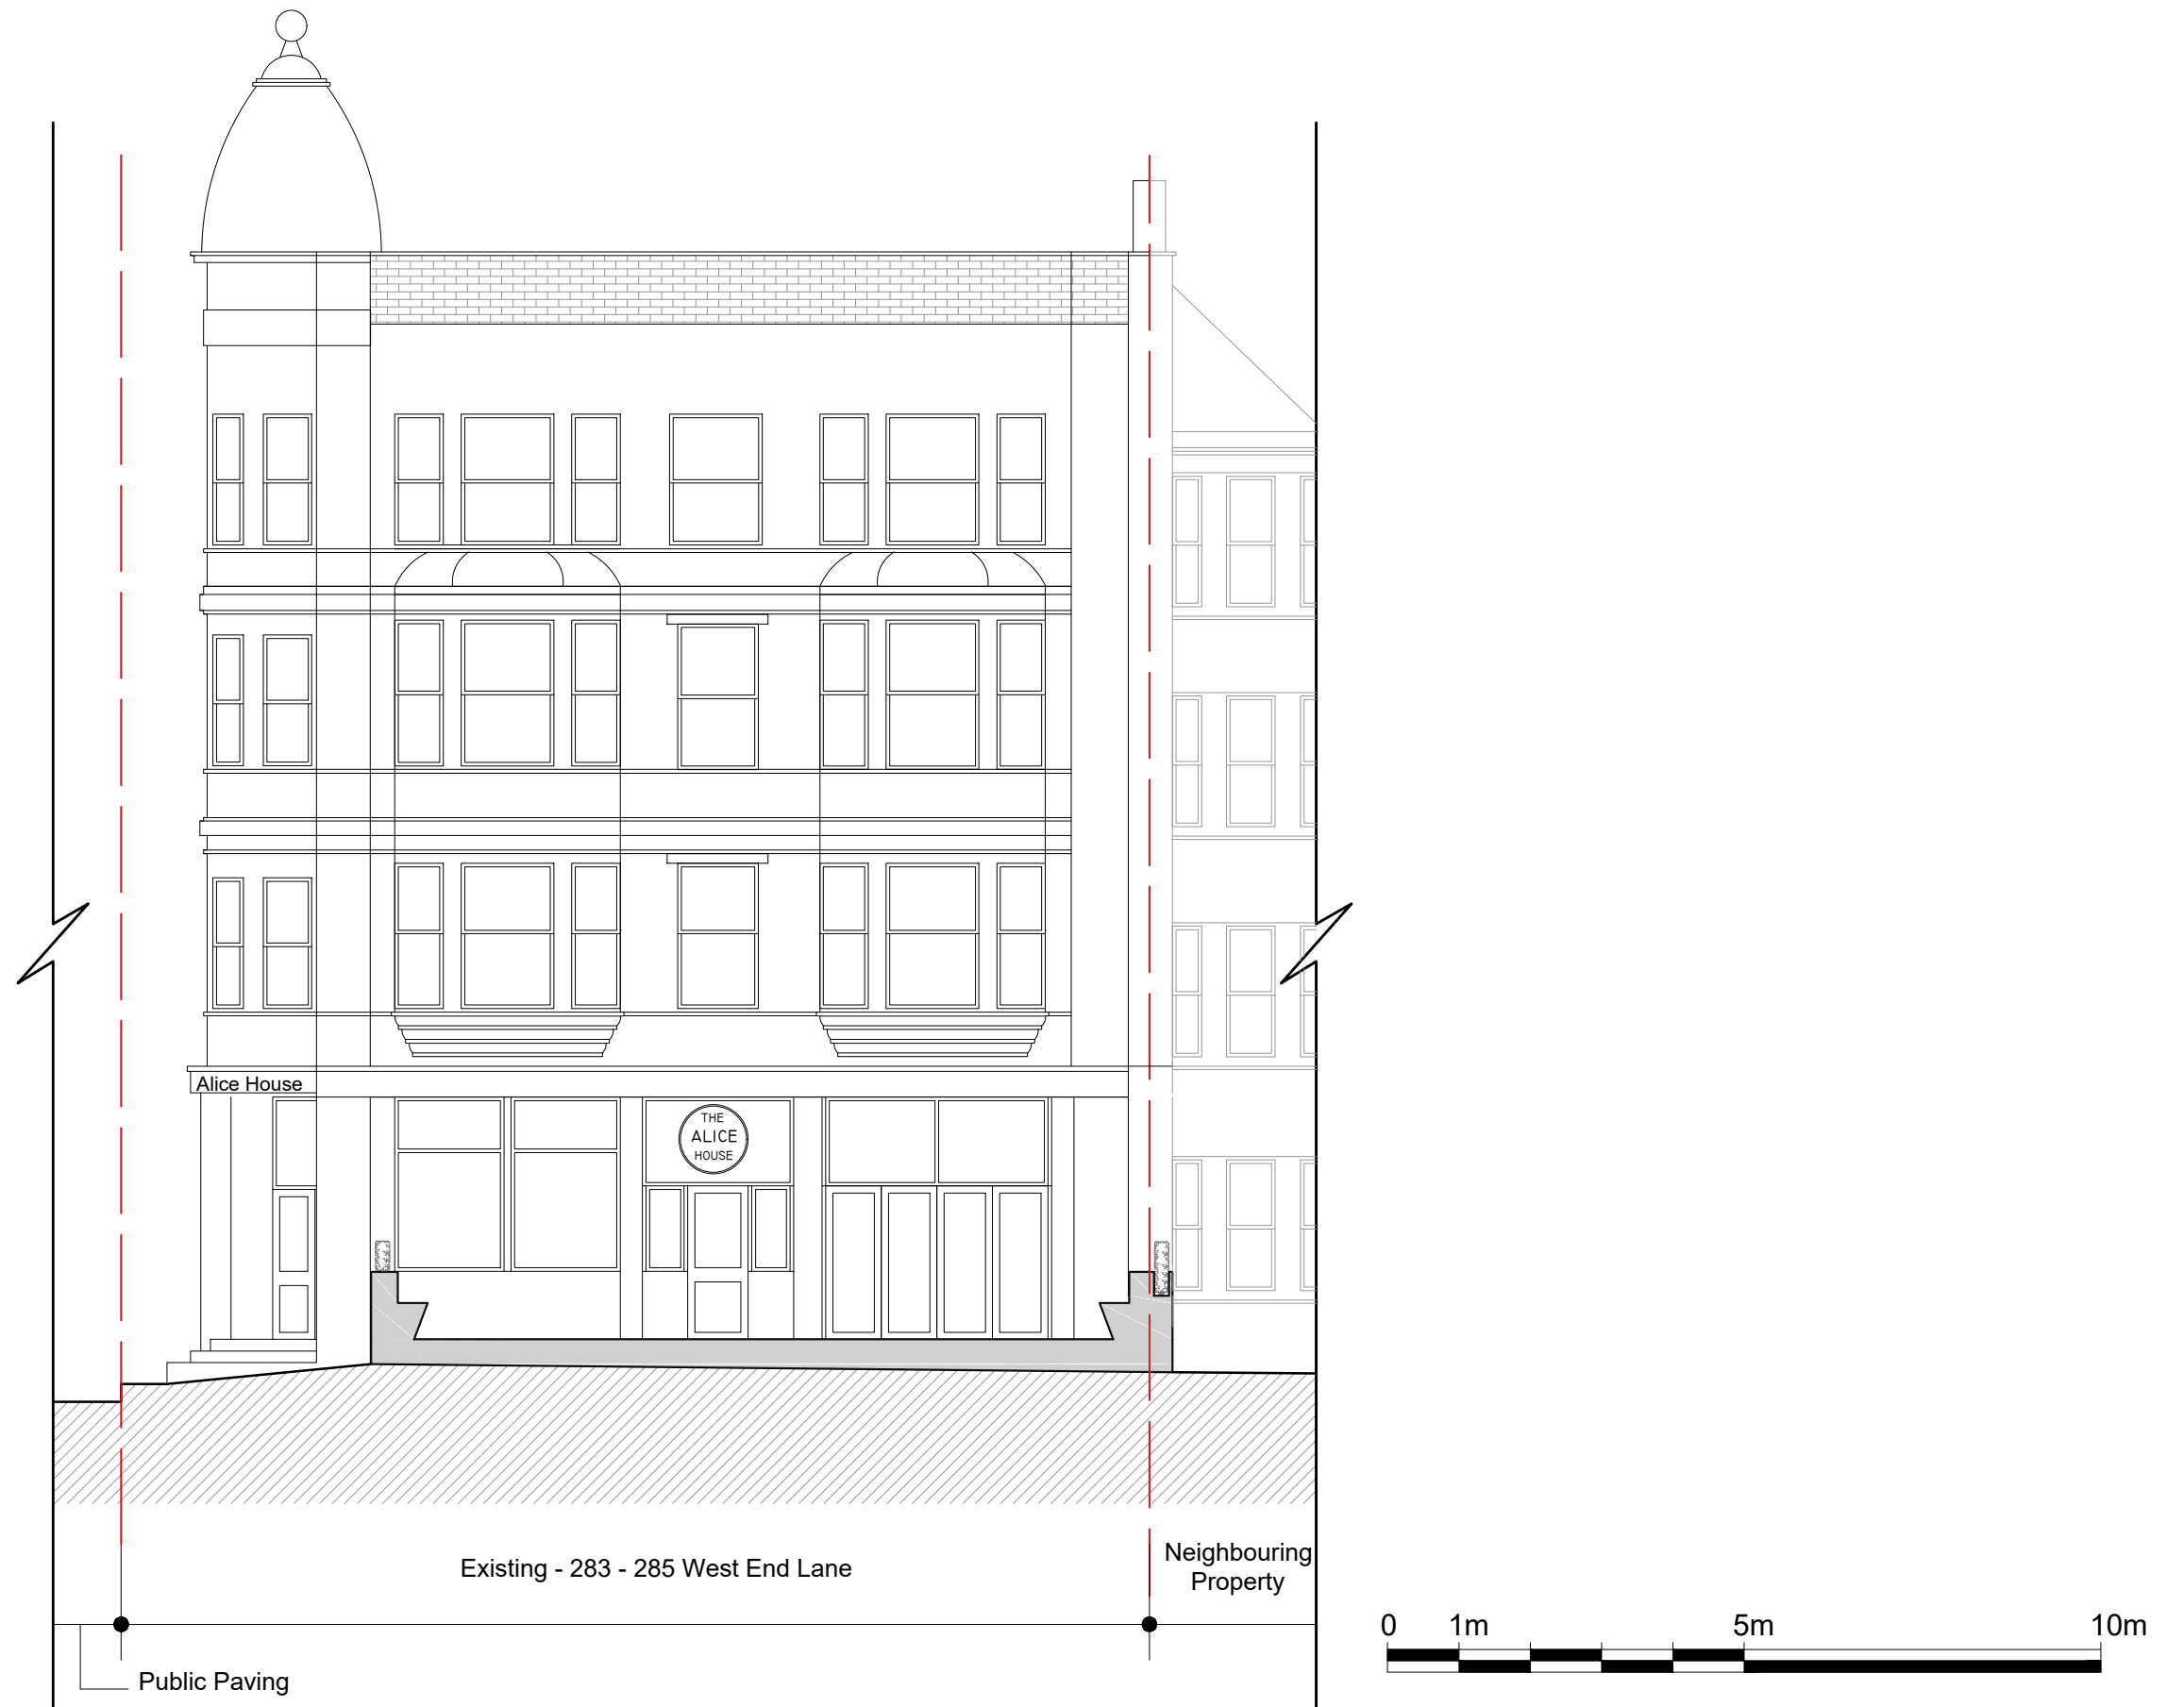 Alice House
THE
ALICE
HOUSE
Existing - 283 - 285 West End Lane
Neighbouring
Property
Public Paving
0 1m 5m 10m